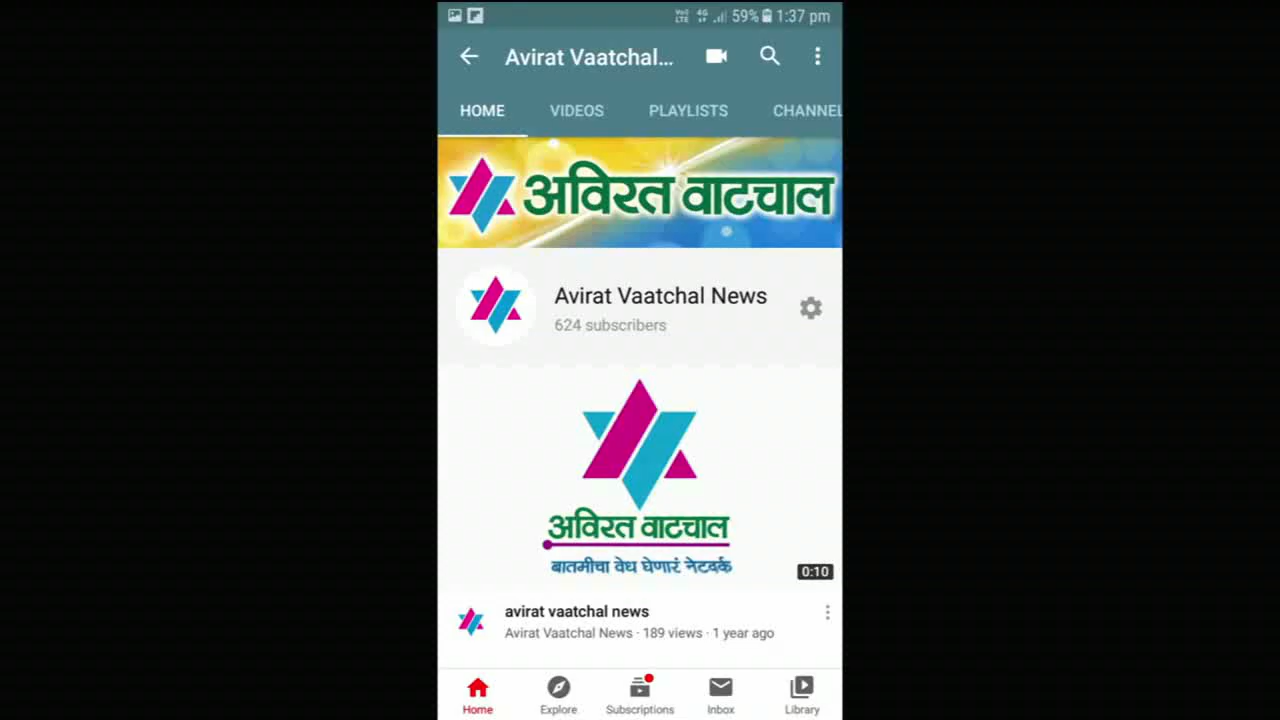 VoLTE 4G 59% 1:37 pm
Avirat Vaatchal...
HOME VIDEOS PLAYLISTS CHANNEL
अविरत वाटचाल
Avirat Vaatchal News
624 subscribers
अविरत वाटचाल
बातमीचा वेध घेणारं नेटवर्क
0:10
avirat vaatchal news
Avirat Vaatchal News · 189 views · 1 year ago
Home Explore Subscriptions Inbox Library